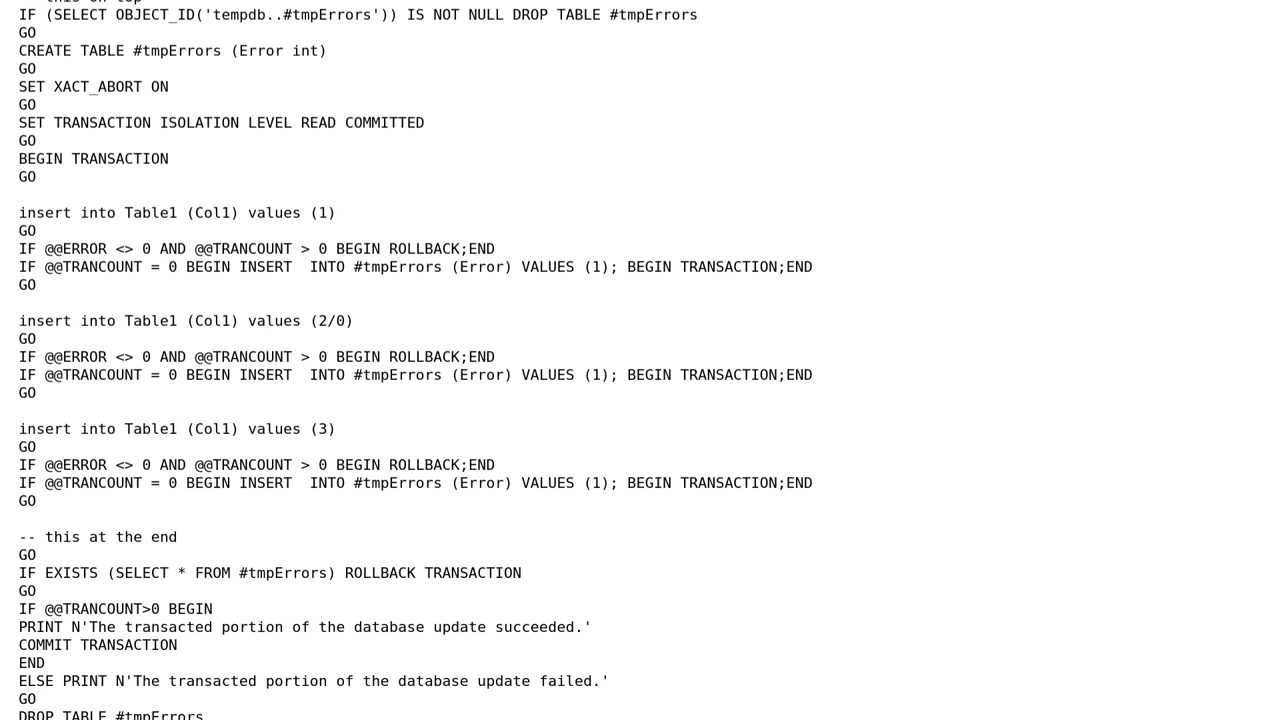 -- this on top
IF (SELECT OBJECT_ID('tempdb..#tmpErrors')) IS NOT NULL DROP TABLE #tmpErrors
GO
CREATE TABLE #tmpErrors (Error int)
GO
SET XACT_ABORT ON
GO
SET TRANSACTION ISOLATION LEVEL READ COMMITTED
GO
BEGIN TRANSACTION
GO
insert into Table1 (Col1) values (1)
GO
IF @@ERROR <> 0 AND @@TRANCOUNT > 0 BEGIN ROLLBACK;END
IF @@TRANCOUNT = 0 BEGIN INSERT  INTO #tmpErrors (Error) VALUES (1); BEGIN TRANSACTION;END
GO
insert into Table1 (Col1) values (2/0)
GO
IF @@ERROR <> 0 AND @@TRANCOUNT > 0 BEGIN ROLLBACK;END
IF @@TRANCOUNT = 0 BEGIN INSERT  INTO #tmpErrors (Error) VALUES (1); BEGIN TRANSACTION;END
GO
insert into Table1 (Col1) values (3)
GO
IF @@ERROR <> 0 AND @@TRANCOUNT > 0 BEGIN ROLLBACK;END
IF @@TRANCOUNT = 0 BEGIN INSERT  INTO #tmpErrors (Error) VALUES (1); BEGIN TRANSACTION;END
GO
-- this at the end
GO
IF EXISTS (SELECT * FROM #tmpErrors) ROLLBACK TRANSACTION
GO
IF @@TRANCOUNT>0 BEGIN
PRINT N'The transacted portion of the database update succeeded.'
COMMIT TRANSACTION
END
ELSE PRINT N'The transacted portion of the database update failed.'
GO
DROP TABLE #tmpErrors